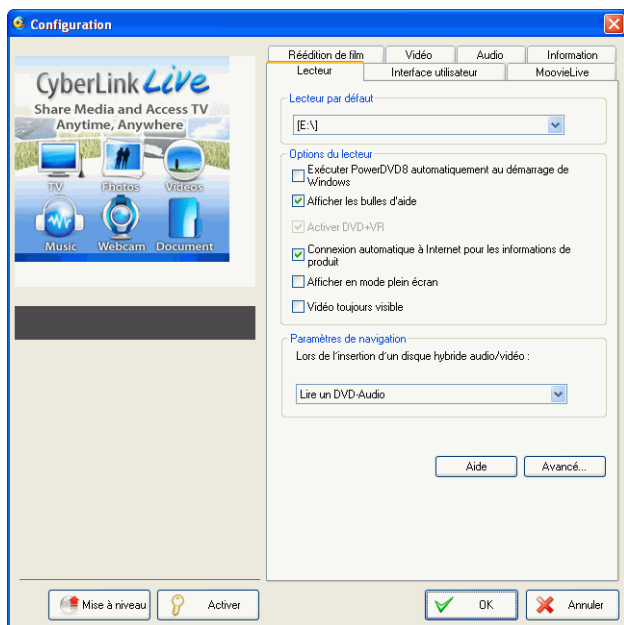 Configuration
CyberLink Live
Share Media and Access TV
Anytime, Anywhere
TV Photos Videos
Music Webcam Document
Réédition de film Vidéo Audio Information
Lecteur Interface utilisateur MoovieLive
Lecteur par défaut
[E:\]
Options du lecteur
Exécuter PowerDVD8 automatiquement au démarrage de
Windows
Afficher les bulles d'aide
Activer DVD+VR
Connexion automatique à Internet pour les informations de
produit
Afficher en mode plein écran
Vidéo toujours visible
Paramètres de navigation
Lors de l'insertion d'un disque hybride audio/vidéo :
Lire un DVD-Audio
Aide Avancé...
Mise à niveau Activer OK Annuler